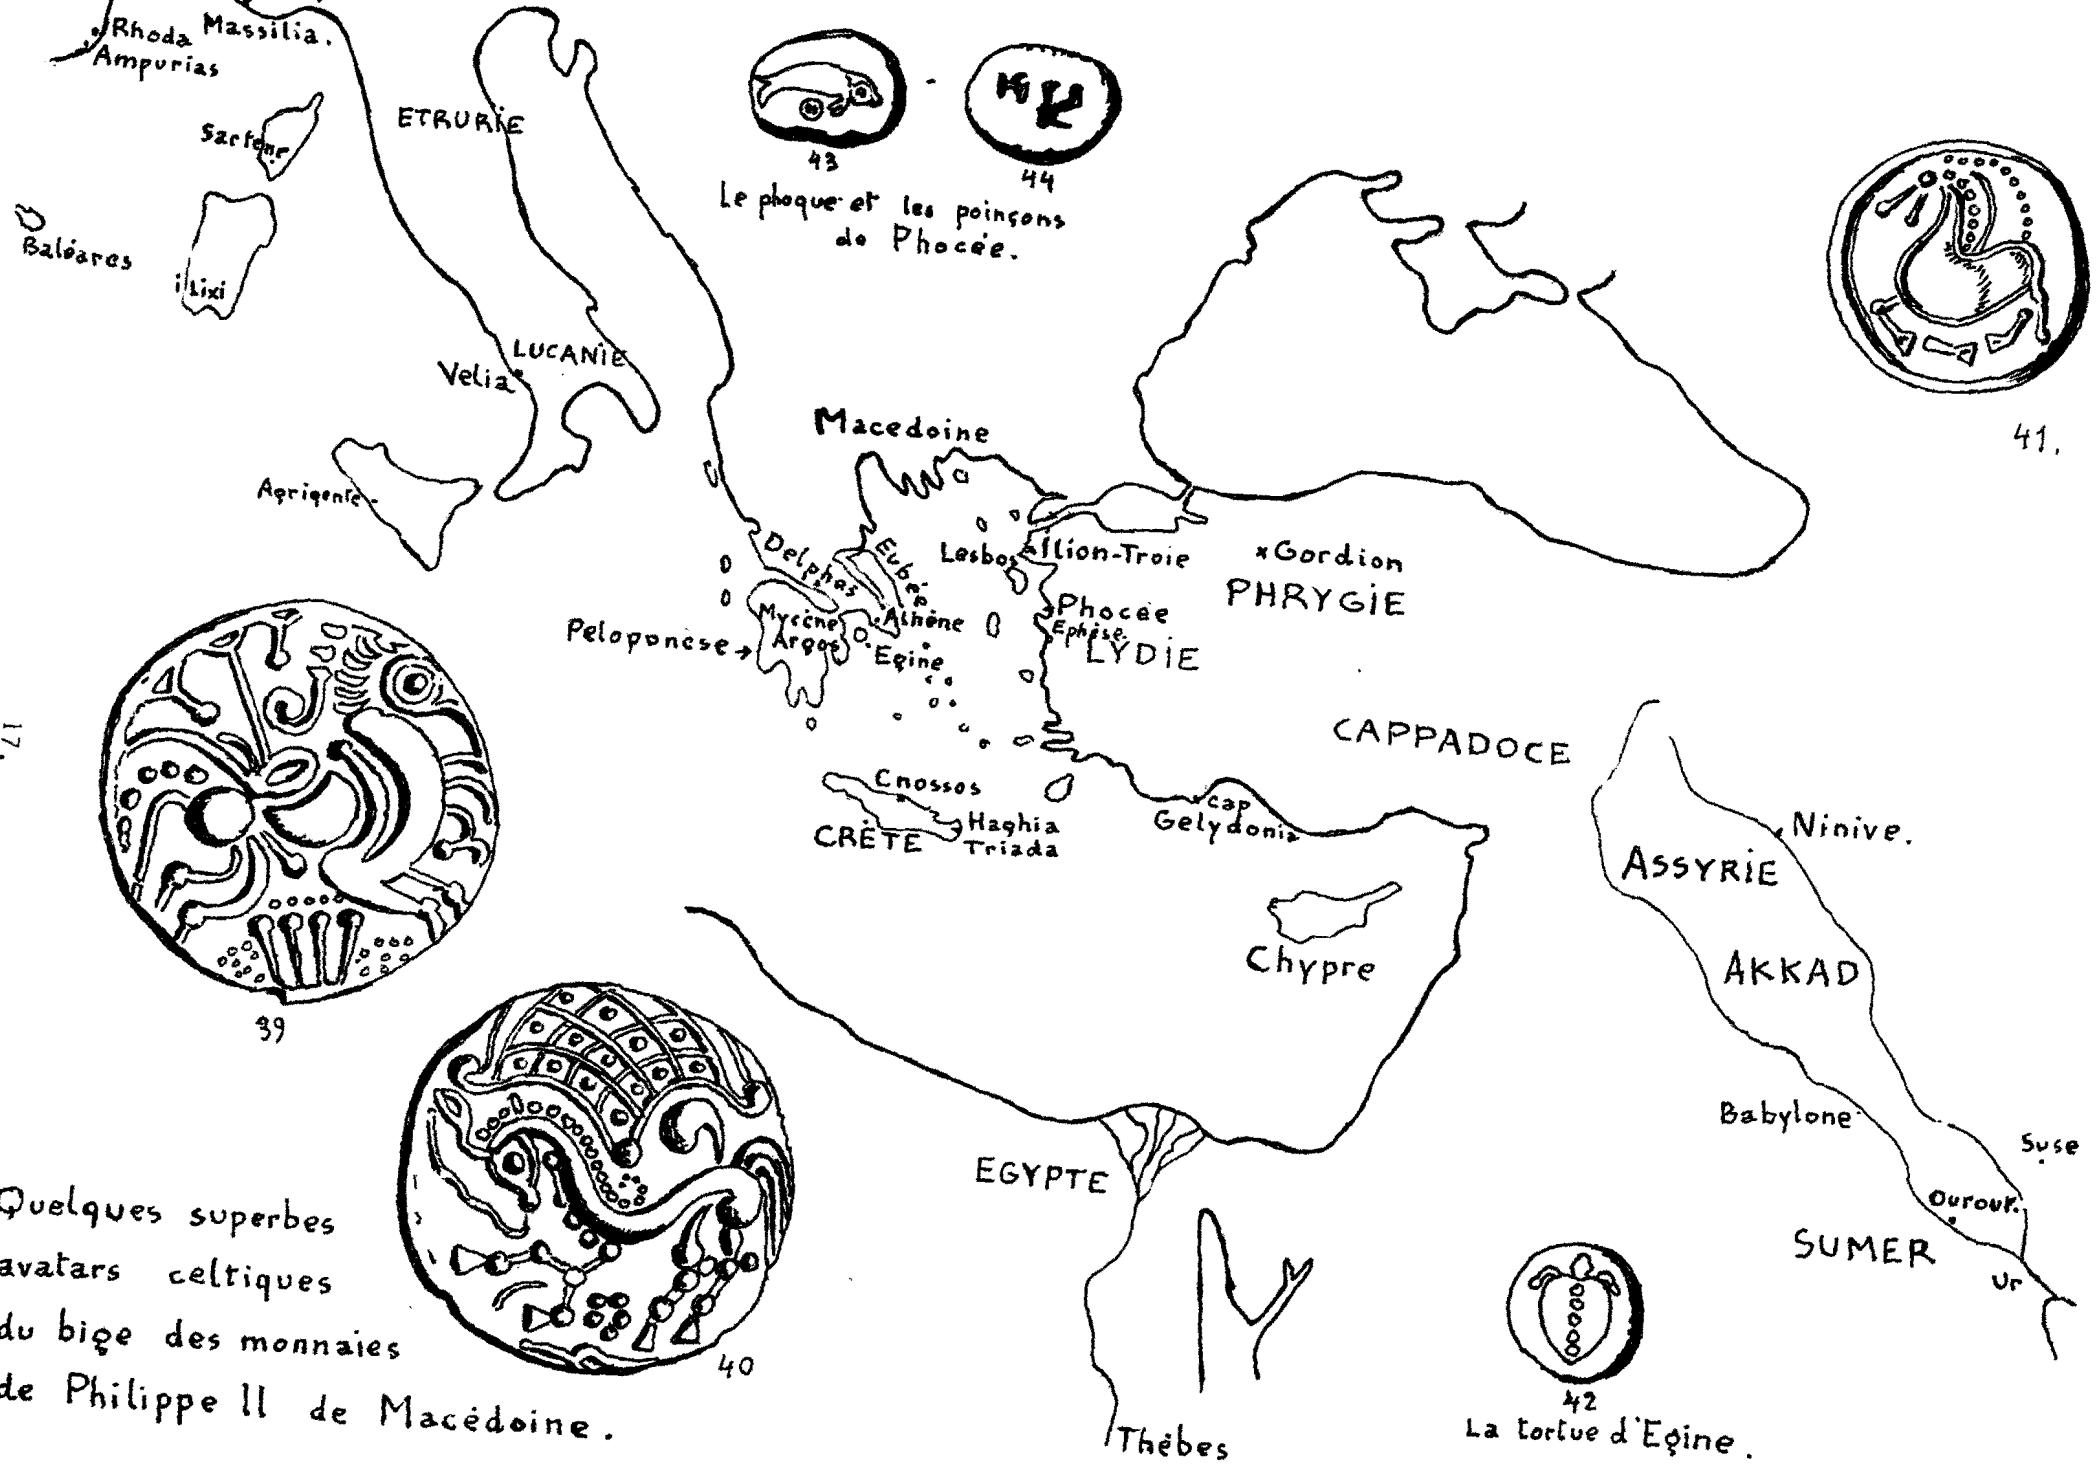 Rhoda
Massilia.
Ampurias
ETRURIE
43
44
Le phoque et les poinçons
de Phocée.
Sartène
Baléares
i Lixi
LUCANIE
Velia
Agrigente
Macedoine
41.
Delphes
Eubée
Lesbos
Ilion-Troie
Gordion
PHRYGIE
Mycène
Argos
Athène
Egine
Peloponèse
Phocée
Ephèse.
LYDIE
CAPPADOCE
17.
Cnossos
CRÈTE
Haghia
Triada
cap
Gelydonia
Chypre
Ninive.
ASSYRIE
AKKAD
Babylone
Suse
Ourouk.
SUMER
Ur
39
EGYPTE
Thèbes
40
Quelques superbes
avatars celtiques
du bige des monnaies
de Philippe II de Macédoine.
42
La tortue d'Egine.